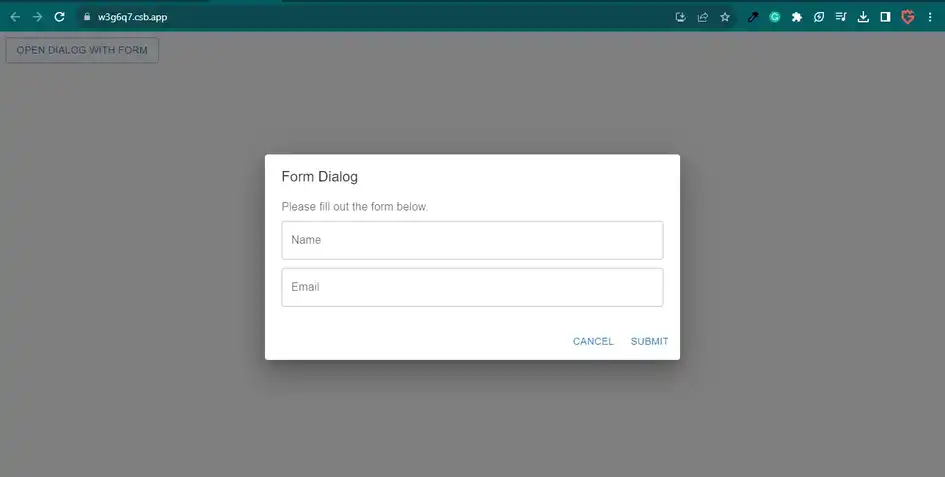 w3g6q7.csb.app
OPEN DIALOG WITH FORM
Form Dialog
Please fill out the form below.
Name
Email
CANCEL SUBMIT